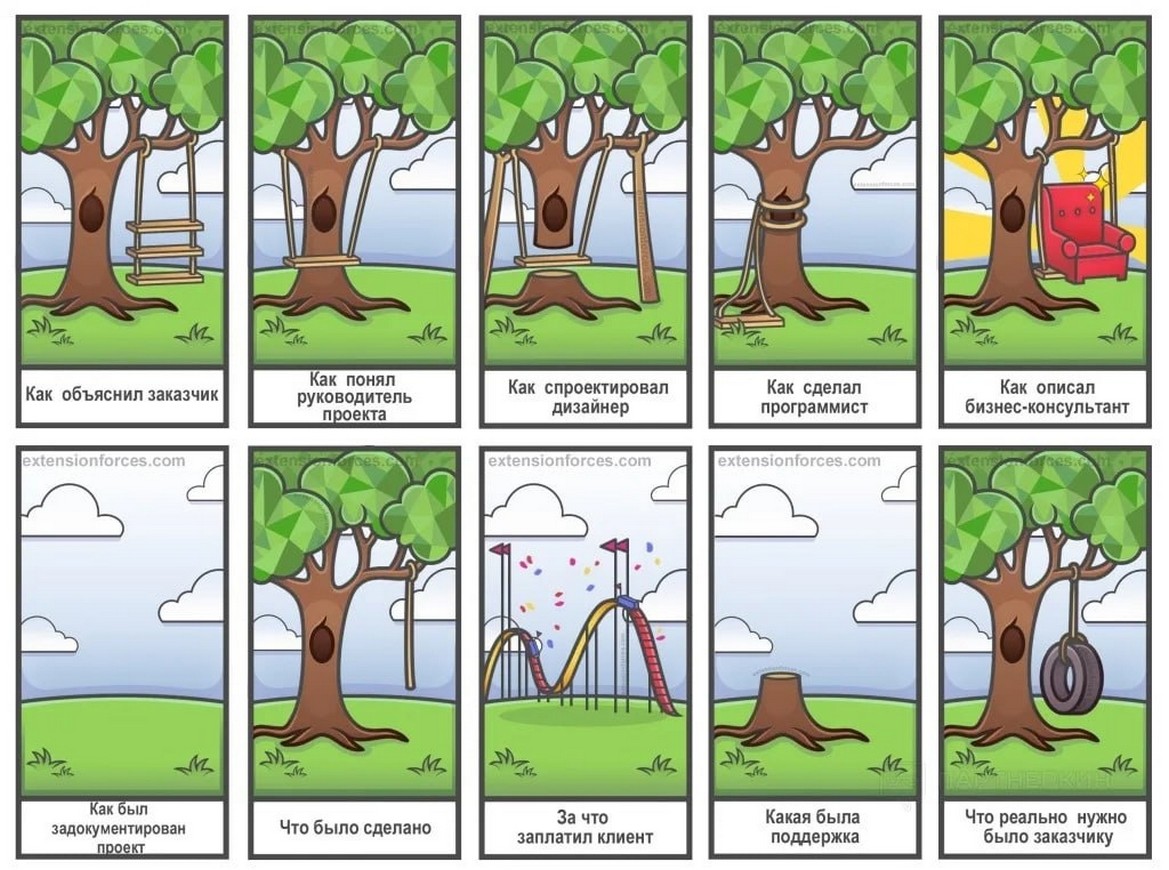 extensionforces.com
extensionforces.com
extensionforces.com
extensionforces.com
extensionforces.com
Как объяснил заказчик
Как понял
руководитель
проекта
Как спроектировал
дизайнер
Как сделал
программист
Как описал
бизнес-консультант
extensionforces.com
extensionforces.com
extensionforces.com
extensionforces.com
extensionforces.com
ПАРТНЕРКИН
Как был
задокументирован
проект
Что было сделано
За что
заплатил клиент
Какая была
поддержка
Что реально нужно
было заказчику